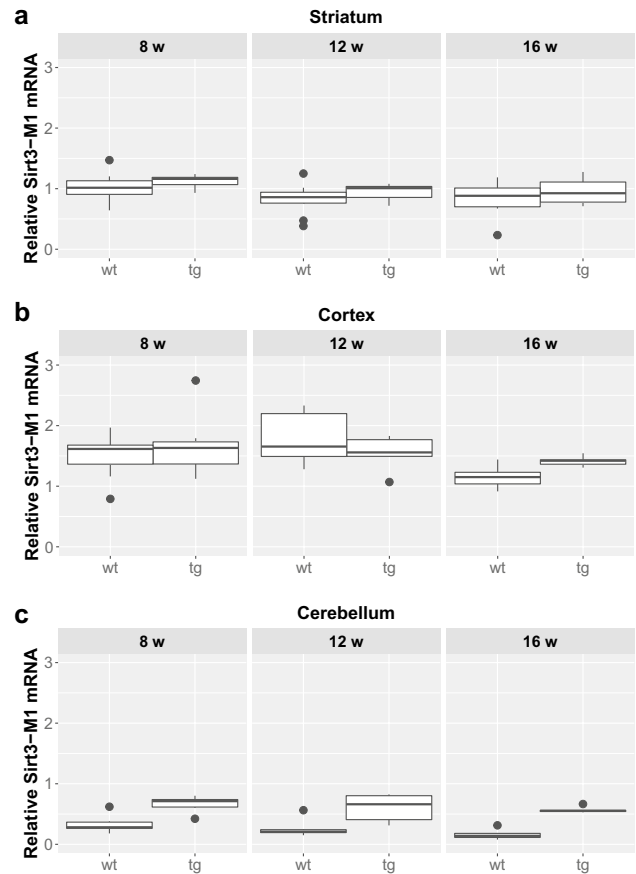 a
Striatum
8 w
12 w
16 w
Relative Sirt3−M1 mRNA
3
2
1
0
wt
tg
wt
tg
wt
tg
b
Cortex
8 w
12 w
16 w
Relative Sirt3−M1 mRNA
3
2
1
0
wt
tg
wt
tg
wt
tg
c
Cerebellum
8 w
12 w
16 w
Relative Sirt3−M1 mRNA
3
2
1
0
wt
tg
wt
tg
wt
tg